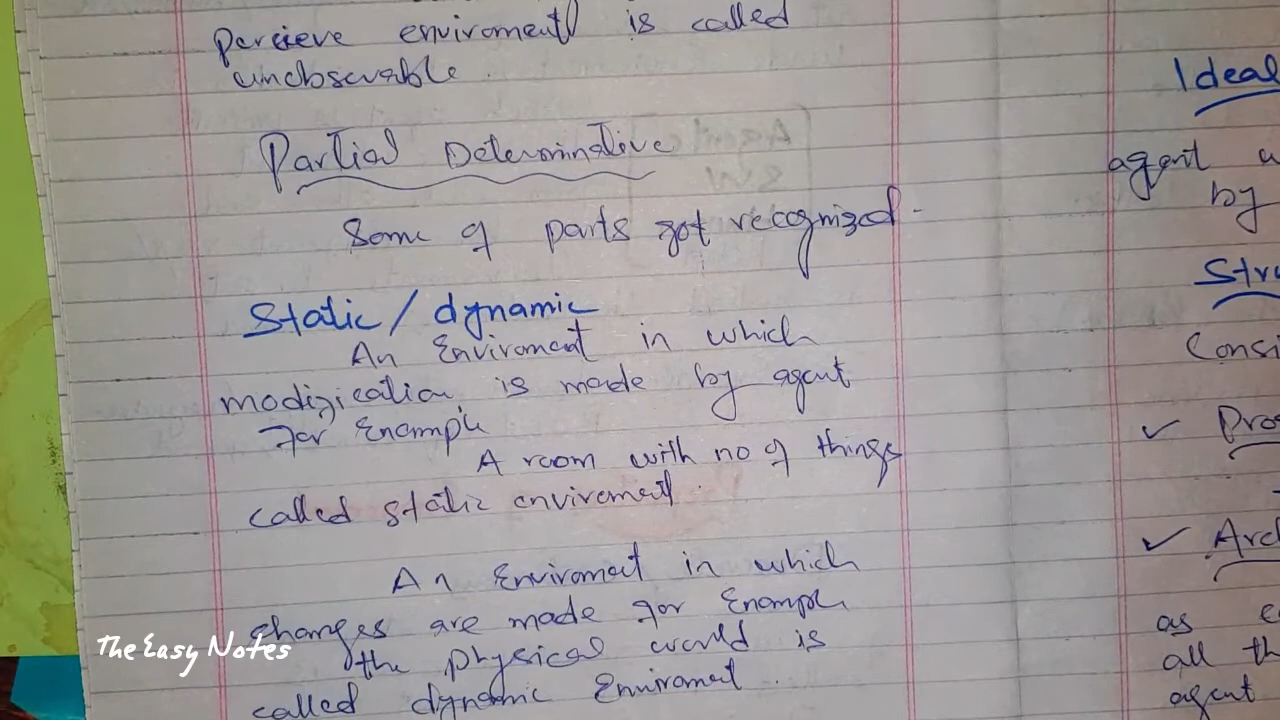 percieve enviroment is called
unobservable.
Partial Determinative
Some of parts got recognized.
Static / dynamic
An Enviroment in which
modification is made by agent
for Example
A room with no of things
called static enviroment.
An Enviroment in which
changes are made for Example
the physical world is
called dynamic Enviroment.
The Easy Notes
Ideal
agent
by
Stru
Consi
✓ Pro
✓ Arc
as
all th
agent